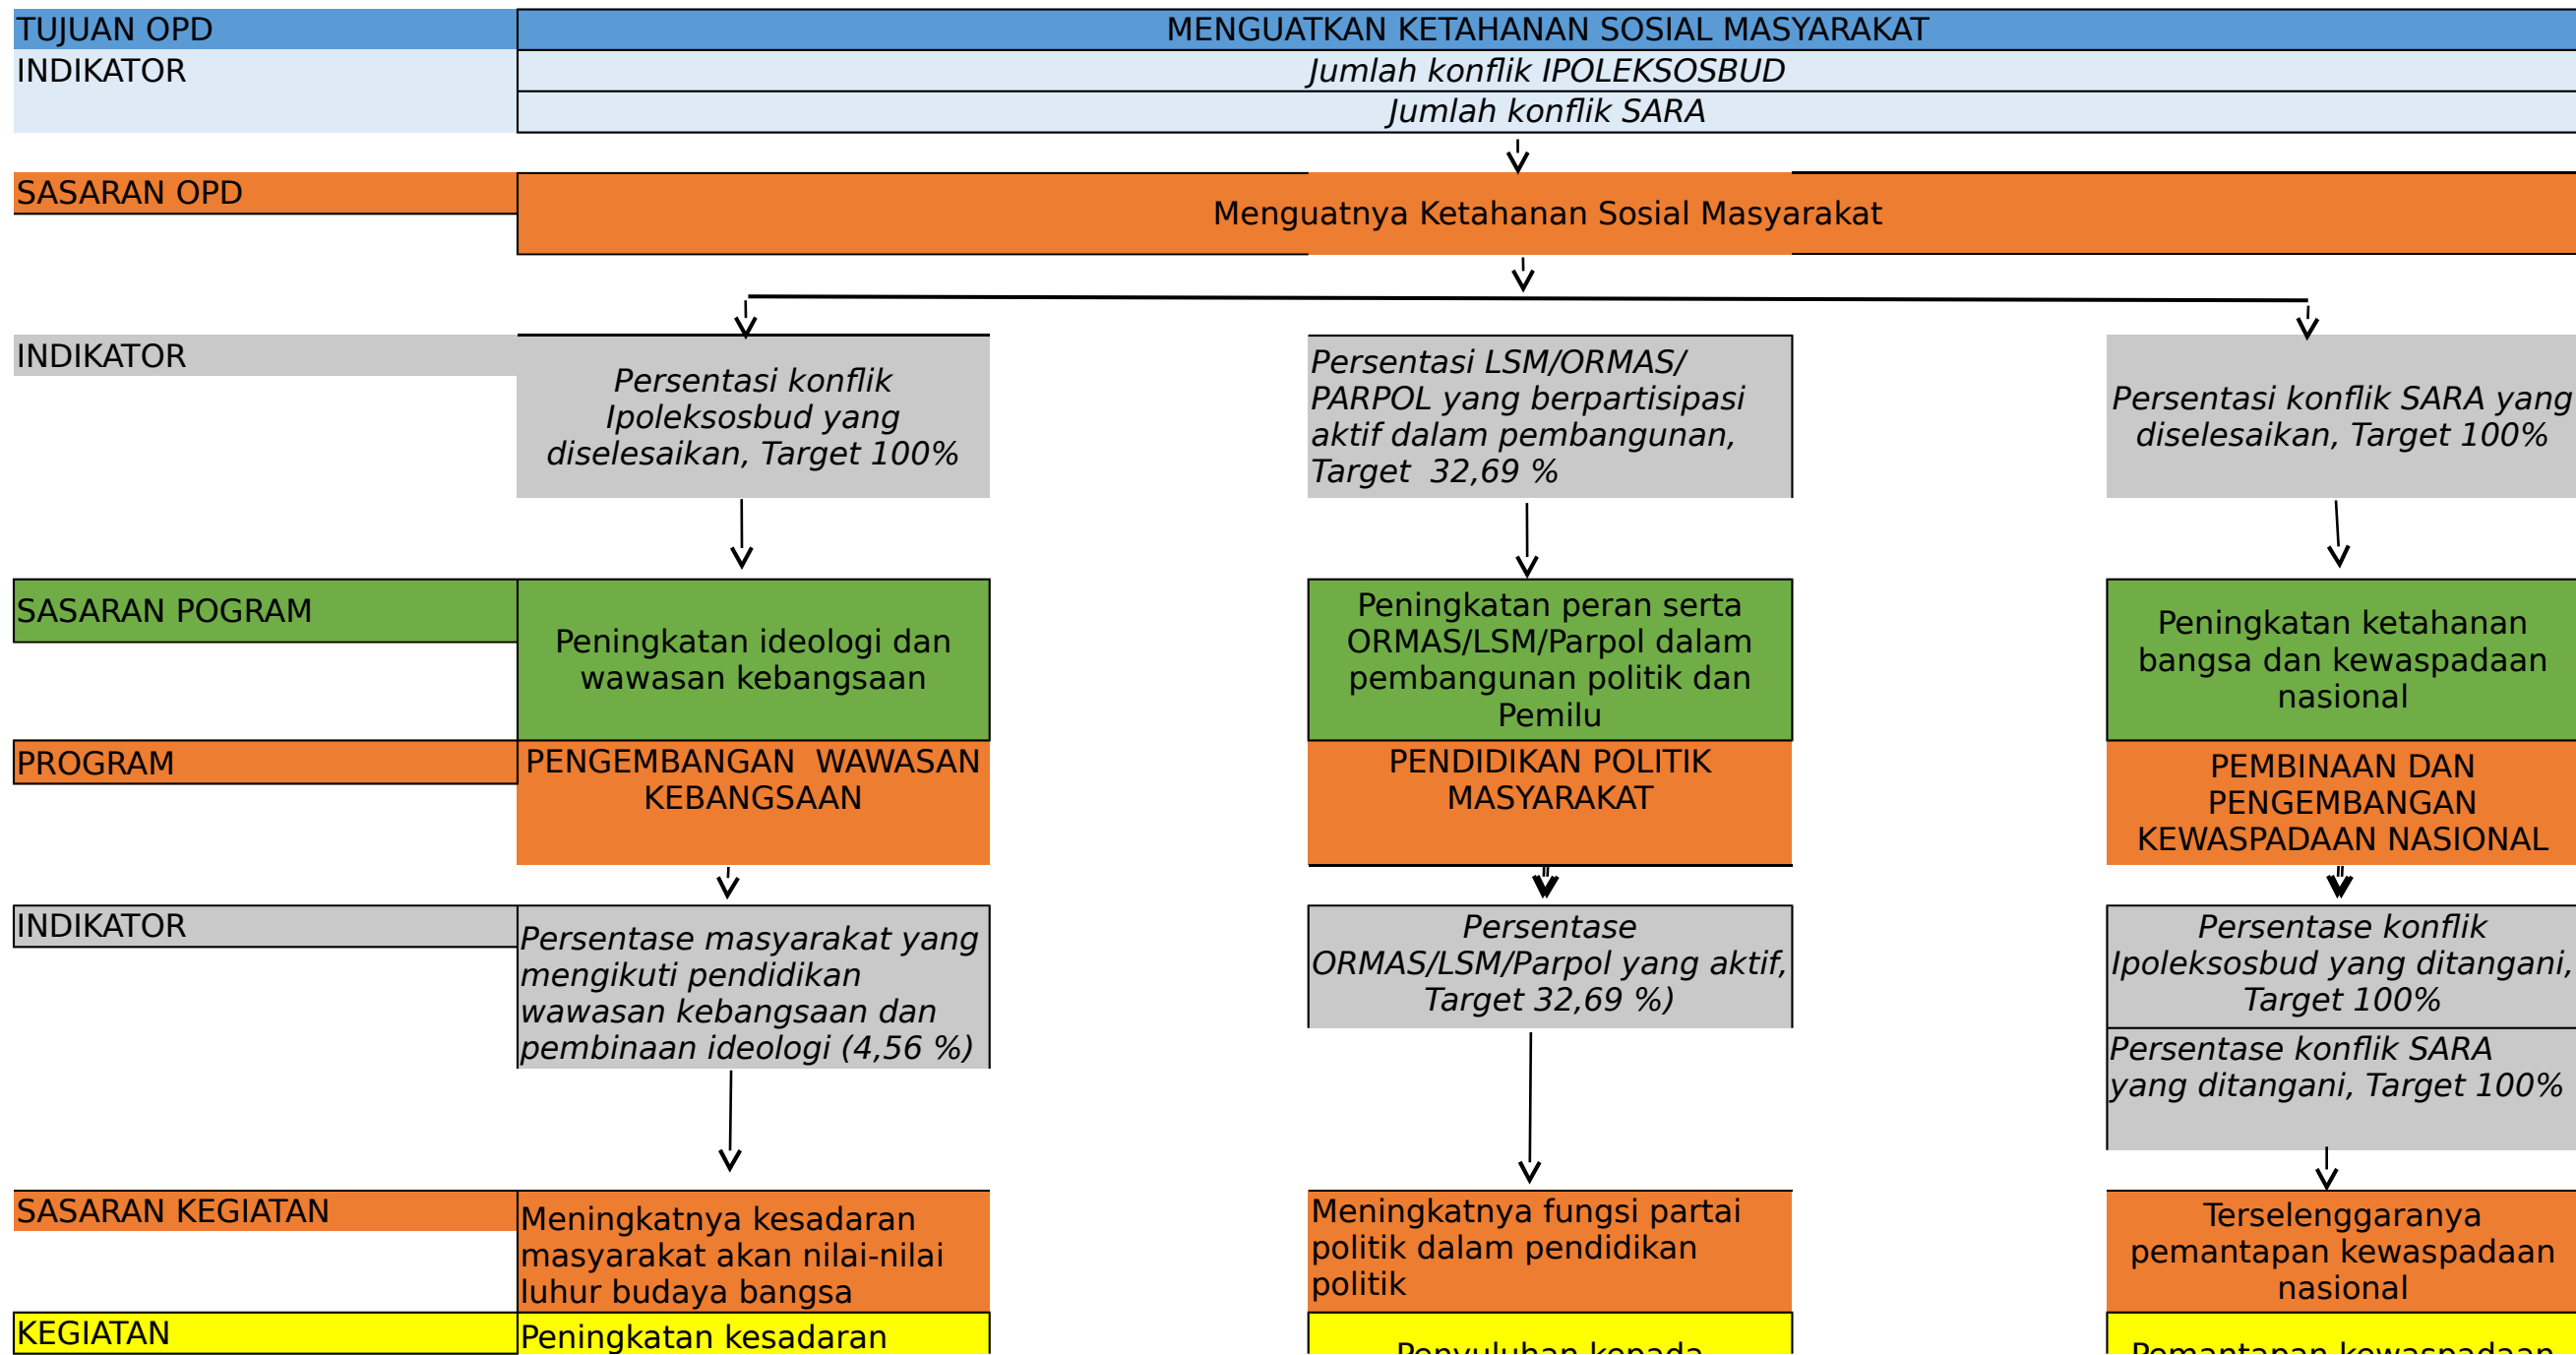 TUJUAN OPD
MENGUATKAN KETAHANAN SOSIAL MASYARAKAT
INDIKATOR
Jumlah konflik IPOLEKSOSBUD
Jumlah konflik SARA
SASARAN OPD
Menguatnya Ketahanan Sosial Masyarakat
INDIKATOR
Persentasi konflik
Ipoleksosbud yang
diselesaikan, Target 100%
Persentasi LSM/ORMAS/
PARPOL yang berpartisipasi
aktif dalam pembangunan,
Target  32,69 %
Persentasi konflik SARA yang
diselesaikan, Target 100%
SASARAN POGRAM
Peningkatan ideologi dan
wawasan kebangsaan
Peningkatan peran serta
ORMAS/LSM/Parpol dalam
pembangunan politik dan
Pemilu
Peningkatan ketahanan
bangsa dan kewaspadaan
nasional
PROGRAM
PENGEMBANGAN  WAWASAN
KEBANGSAAN
PENDIDIKAN POLITIK
MASYARAKAT
PEMBINAAN DAN
PENGEMBANGAN
KEWASPADAAN NASIONAL
INDIKATOR
Persentase masyarakat yang
mengikuti pendidikan
wawasan kebangsaan dan
pembinaan ideologi (4,56 %)
Persentase
ORMAS/LSM/Parpol yang aktif,
Target 32,69 %)
Persentase konflik
Ipoleksosbud yang ditangani,
Target 100%
Persentase konflik SARA
yang ditangani, Target 100%
SASARAN KEGIATAN
Meningkatnya kesadaran
masyarakat akan nilai-nilai
luhur budaya bangsa
Meningkatnya fungsi partai
politik dalam pendidikan
politik
Terselenggaranya
pemantapan kewaspadaan
nasional
KEGIATAN
Peningkatan kesadaran
Penyuluhan kepada
Pemantapan kewaspadaan